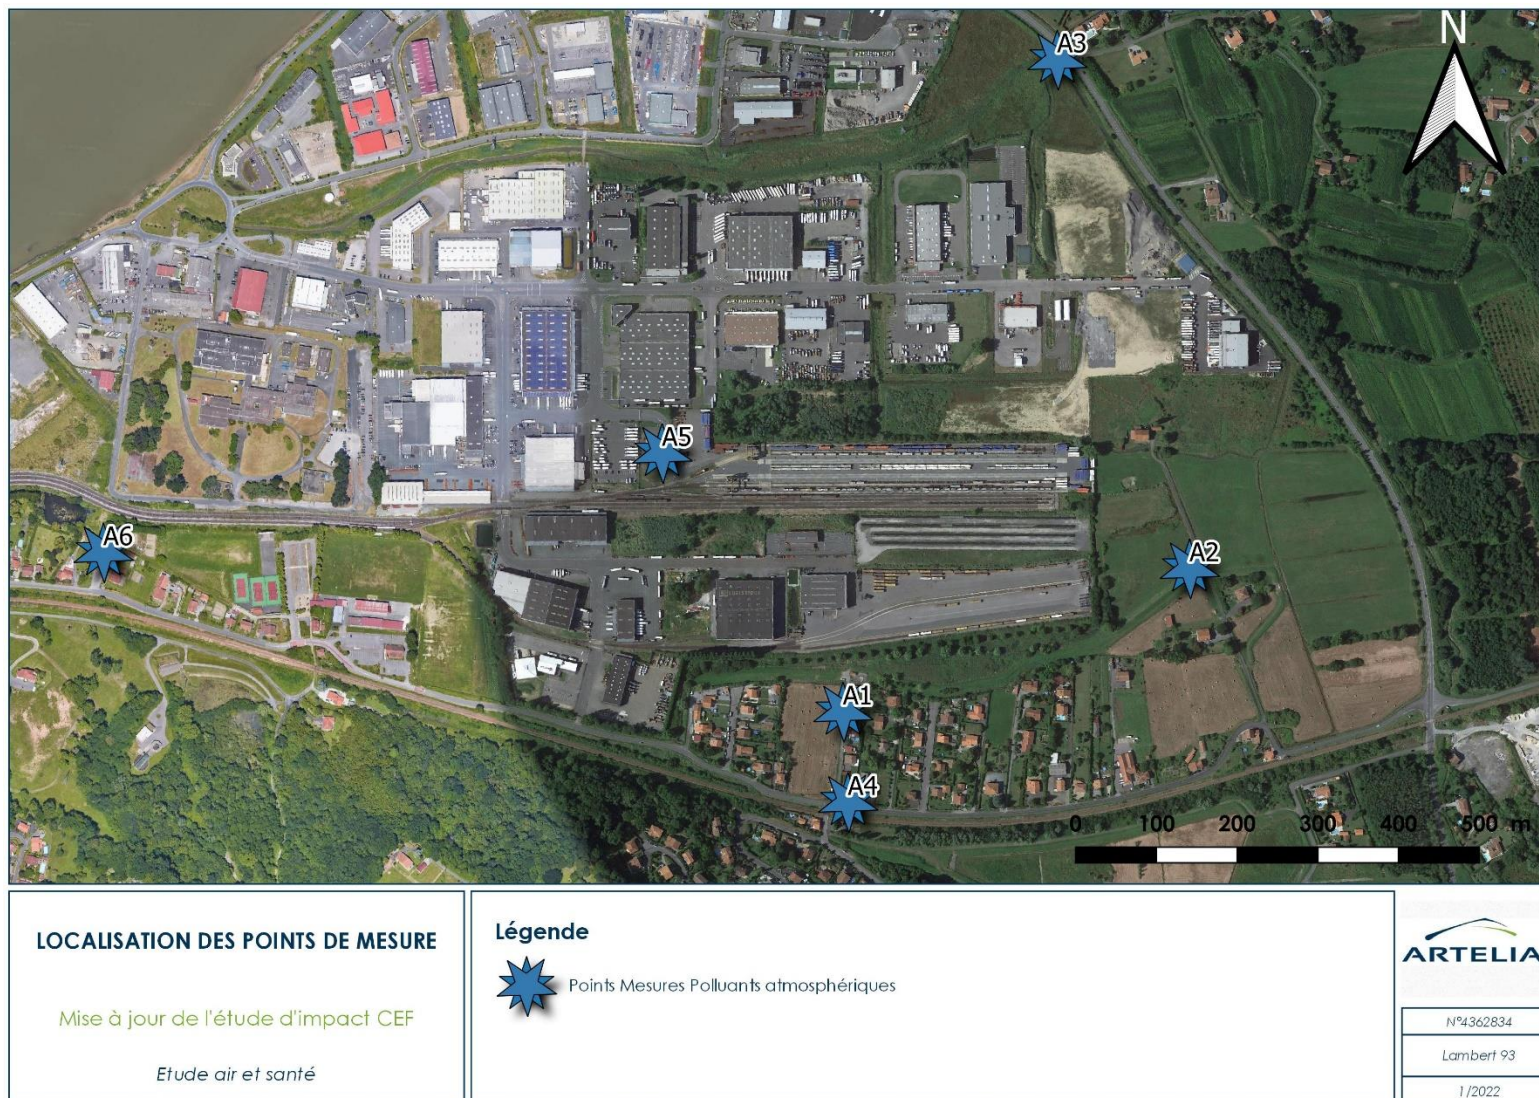 A3
N
A5
A6
A2
A1
A4
0 100 200 300 400 500 m
LOCALISATION DES POINTS DE MESURE
Mise à jour de l'étude d'impact CEF
Etude air et santé
Légende
Points Mesures Polluants atmosphériques
ARTELIA
N°4362834
Lambert 93
1/2022